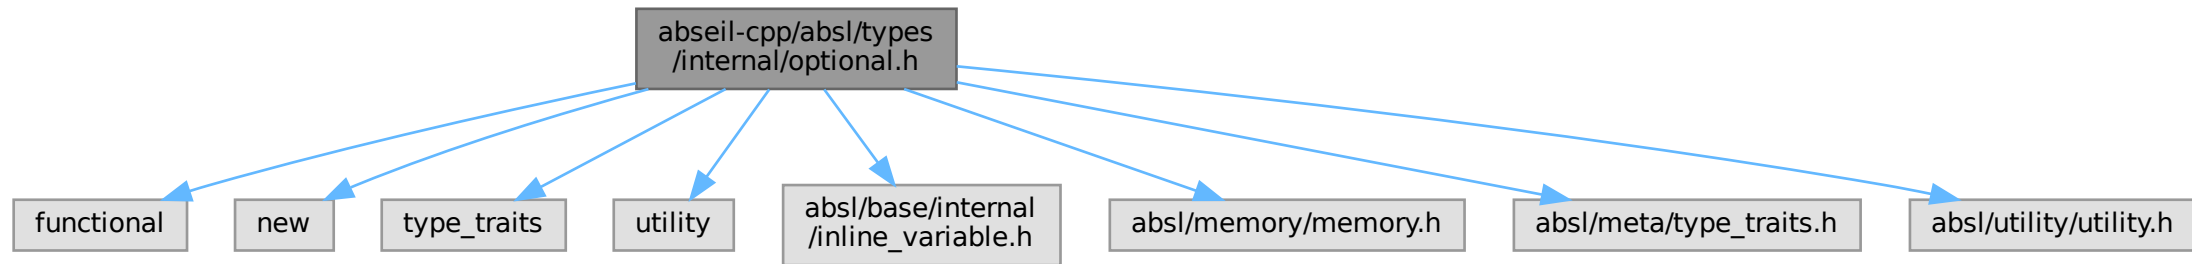 abseil-cpp/absl/types
/internal/optional.h
functional
new
type_traits
utility
absl/base/internal
/inline_variable.h
absl/memory/memory.h
absl/meta/type_traits.h
absl/utility/utility.h